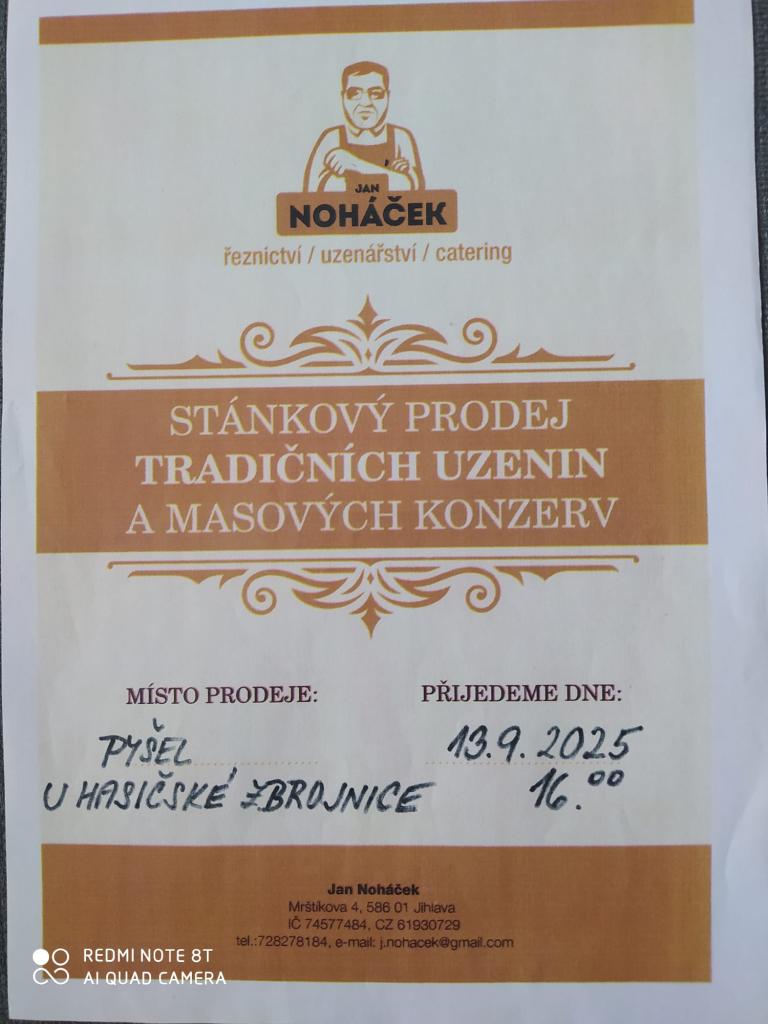 JAN
NOHÁČEK
řeznictví / uzenářství / catering
STÁNKOVÝ PRODEJ
TRADIČNÍCH UZENIN
A MASOVÝCH KONZERV
MÍSTO PRODEJE:
PYŠEL
U HASIČSKÉ ZBROJNICE
PŘIJEDEME DNE:
13.9.2025
16.00
Jan Noháček
Mrštíkova 4, 586 01 Jihlava
IČ 74577484, CZ 61930729
tel.:728278184, e-mail: j.nohacek@gmail.com
REDMI NOTE 8T
AI QUAD CAMERA